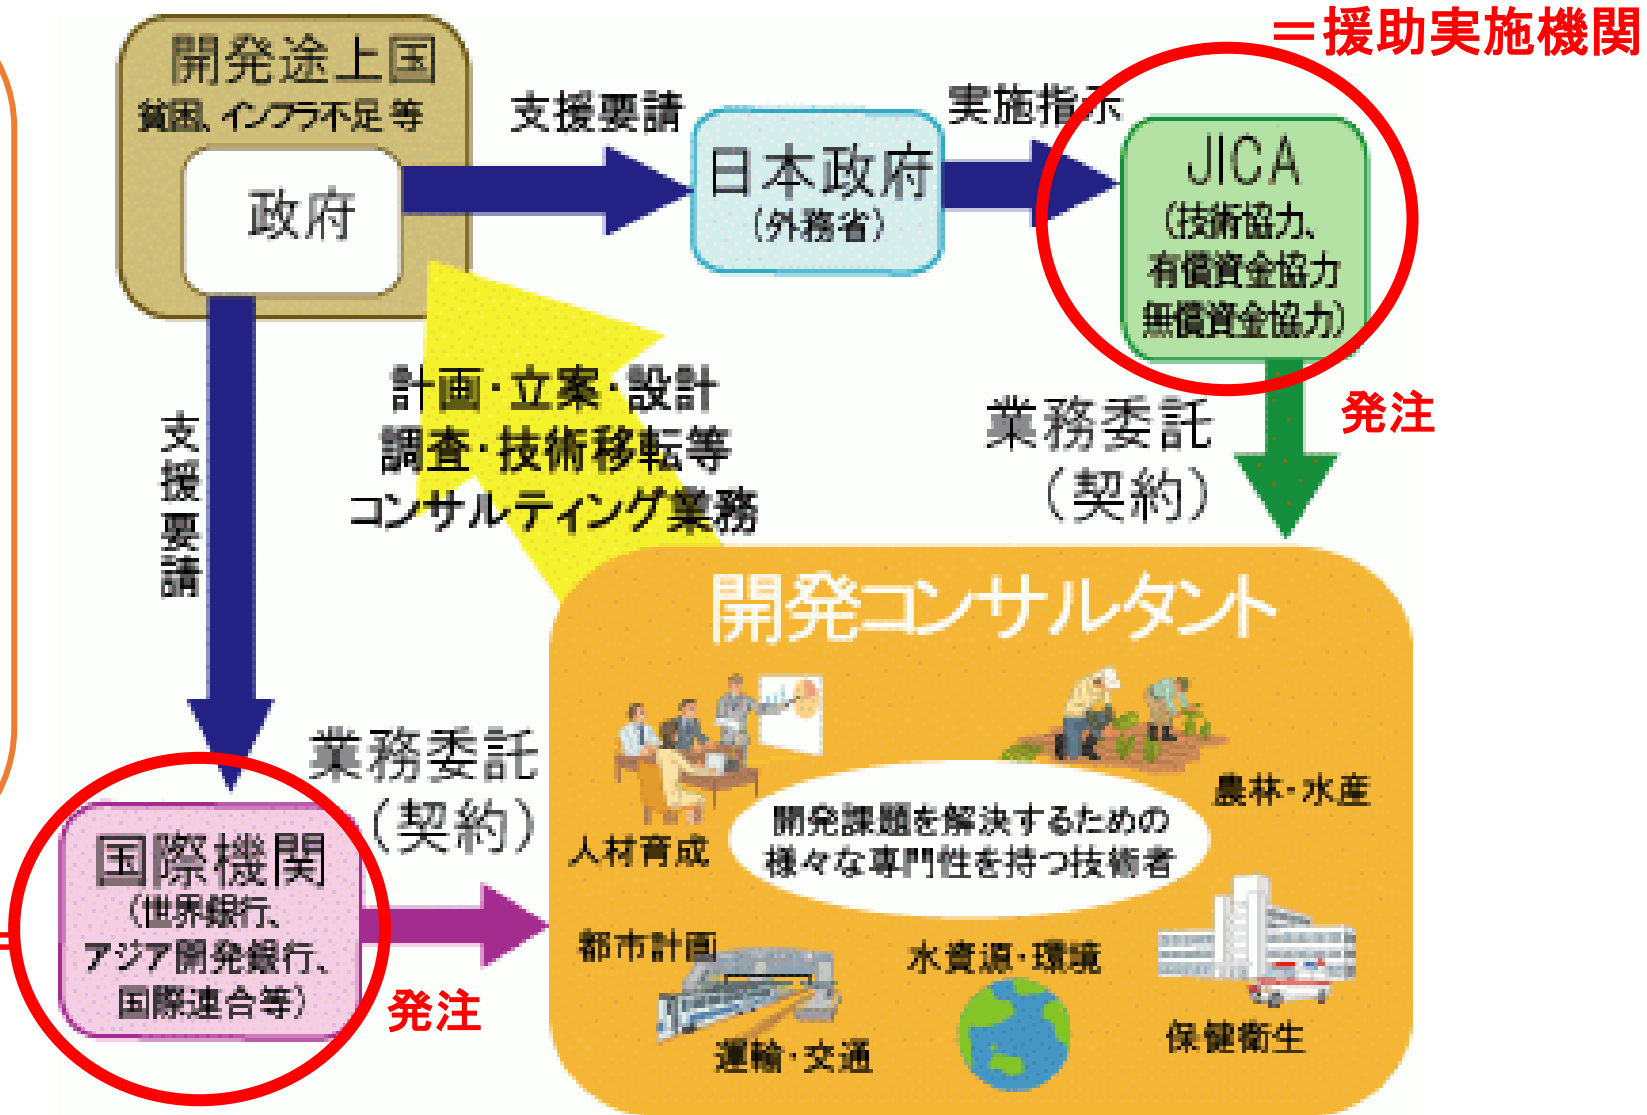 ＝援助実施機関
開発途上国
貧困、インフラ不足等
政府
支援要請
日本政府
（外務省）
実施指示
JICA
（技術協力、
有償資金協力
無償資金協力）
発注
業務委託
（契約）
計画・立案・設計
調査・技術移転等
コンサルティング業務
支援要請
開発コンサルタント
業務委託
（契約）
人材育成
農林・水産
開発課題を解決するための
様々な専門性を持つ技術者
国際機関
（世界銀行、
アジア開発銀行、
国際連合等）
＝
発注
都市計画
水資源・環境
運輸・交通
保健衛生